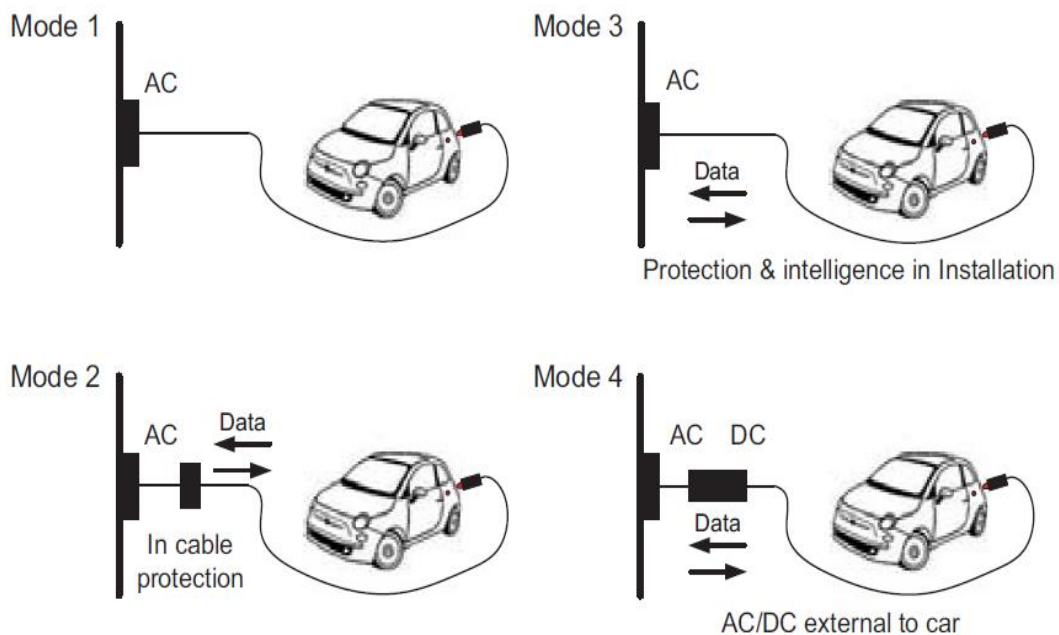 Mode 1
AC
Mode 3
AC
Data
Protection & intelligence in Installation
Mode 2
AC
Data
In cable
protection
Mode 4
AC DC
Data
AC/DC external to car